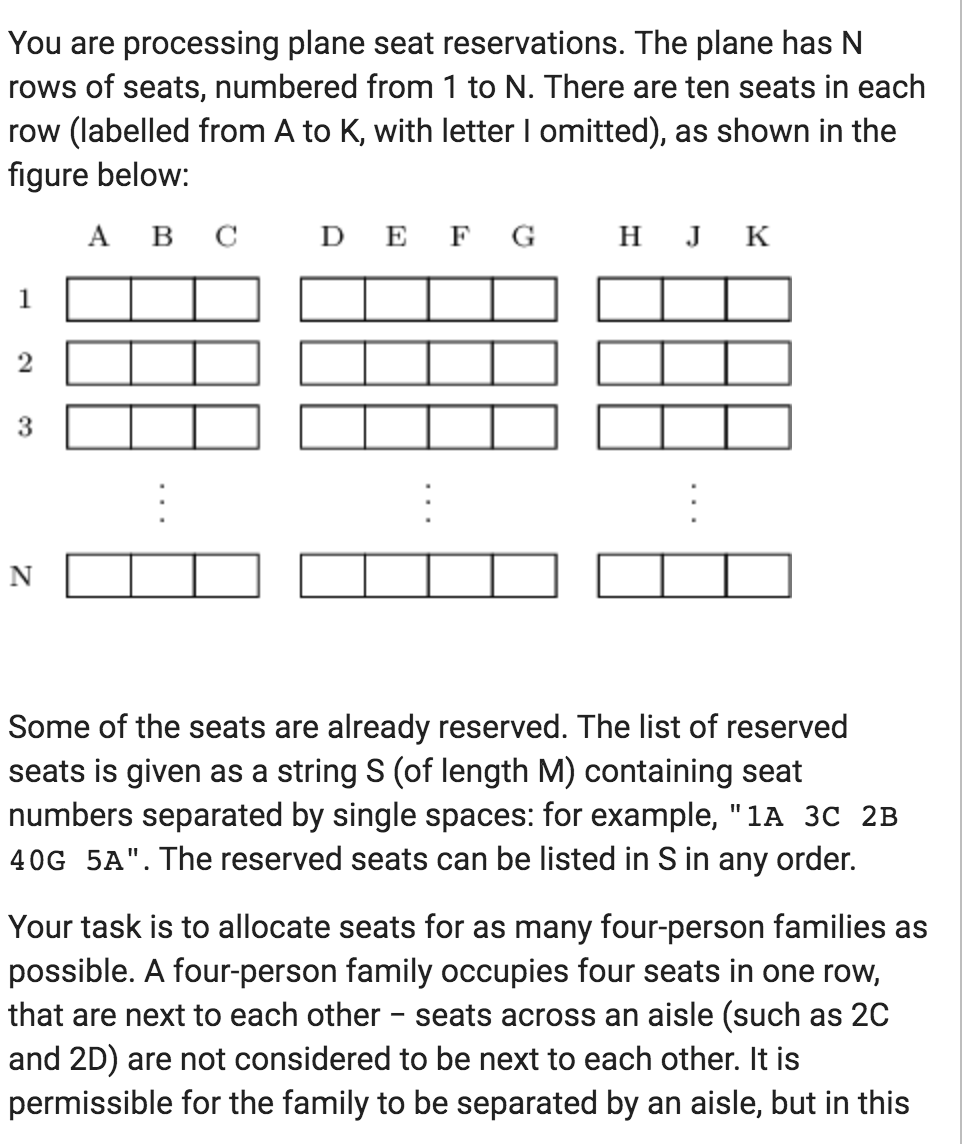 You are processing plane seat reservations. The plane has N
rows of seats, numbered from 1 to N. There are ten seats in each
row (labelled from A to K, with letter I omitted), as shown in the
figure below:
A B C D E F G H J K
1
2
3
N
Some of the seats are already reserved. The list of reserved
seats is given as a string S (of length M) containing seat
numbers separated by single spaces: for example, "1A 3C 2B
40G 5A". The reserved seats can be listed in S in any order.
Your task is to allocate seats for as many four-person families as
possible. A four-person family occupies four seats in one row,
that are next to each other – seats across an aisle (such as 2C
and 2D) are not considered to be next to each other. It is
permissible for the family to be separated by an aisle, but in this